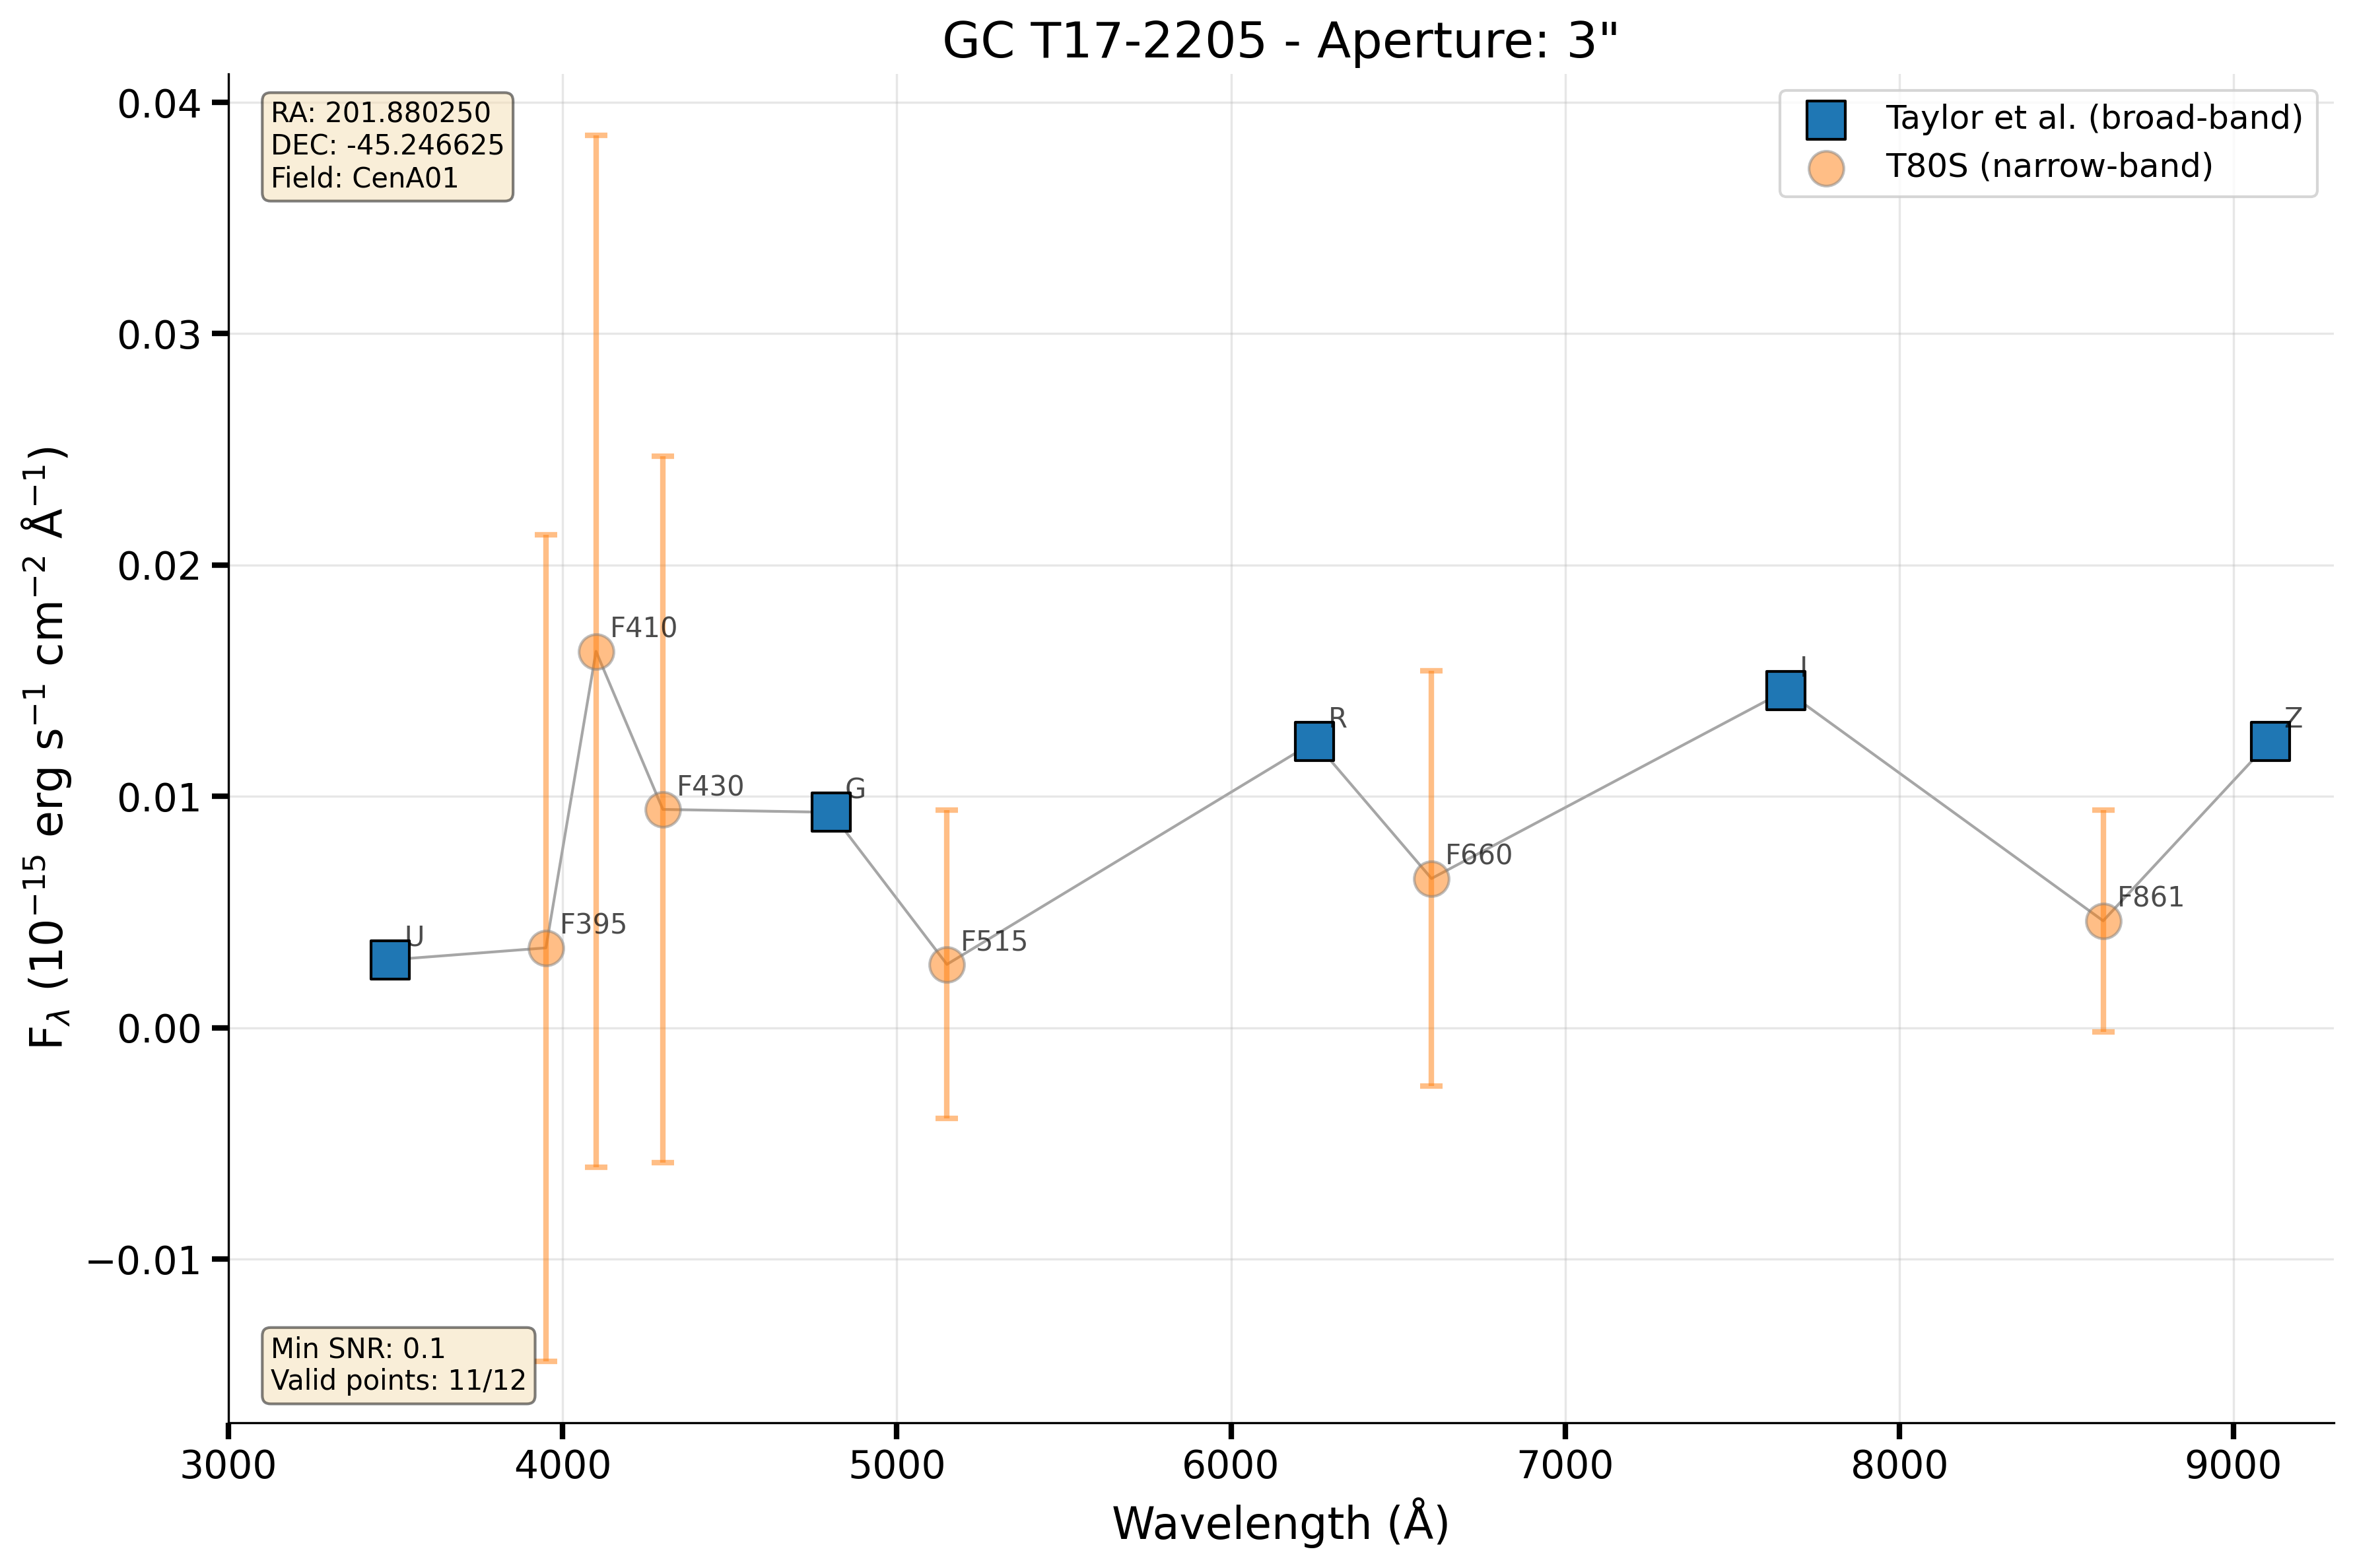 GC T17-2205 - Aperture: 3"
RA: 201.880250
DEC: -45.246625
Field: CenA01
Taylor et al. (broad-band)
T80S (narrow-band)
0.04
0.03
0.02
0.01
0.00
−0.01
F410
I
R
Z
F430
G
F660
F861
U
F395
F515
Min SNR: 0.1
Valid points: 11/12
3000
4000
5000
6000
7000
8000
9000
Wavelength (Å)
Fλ (10⁻¹⁵ erg s⁻¹ cm⁻² Å⁻¹)